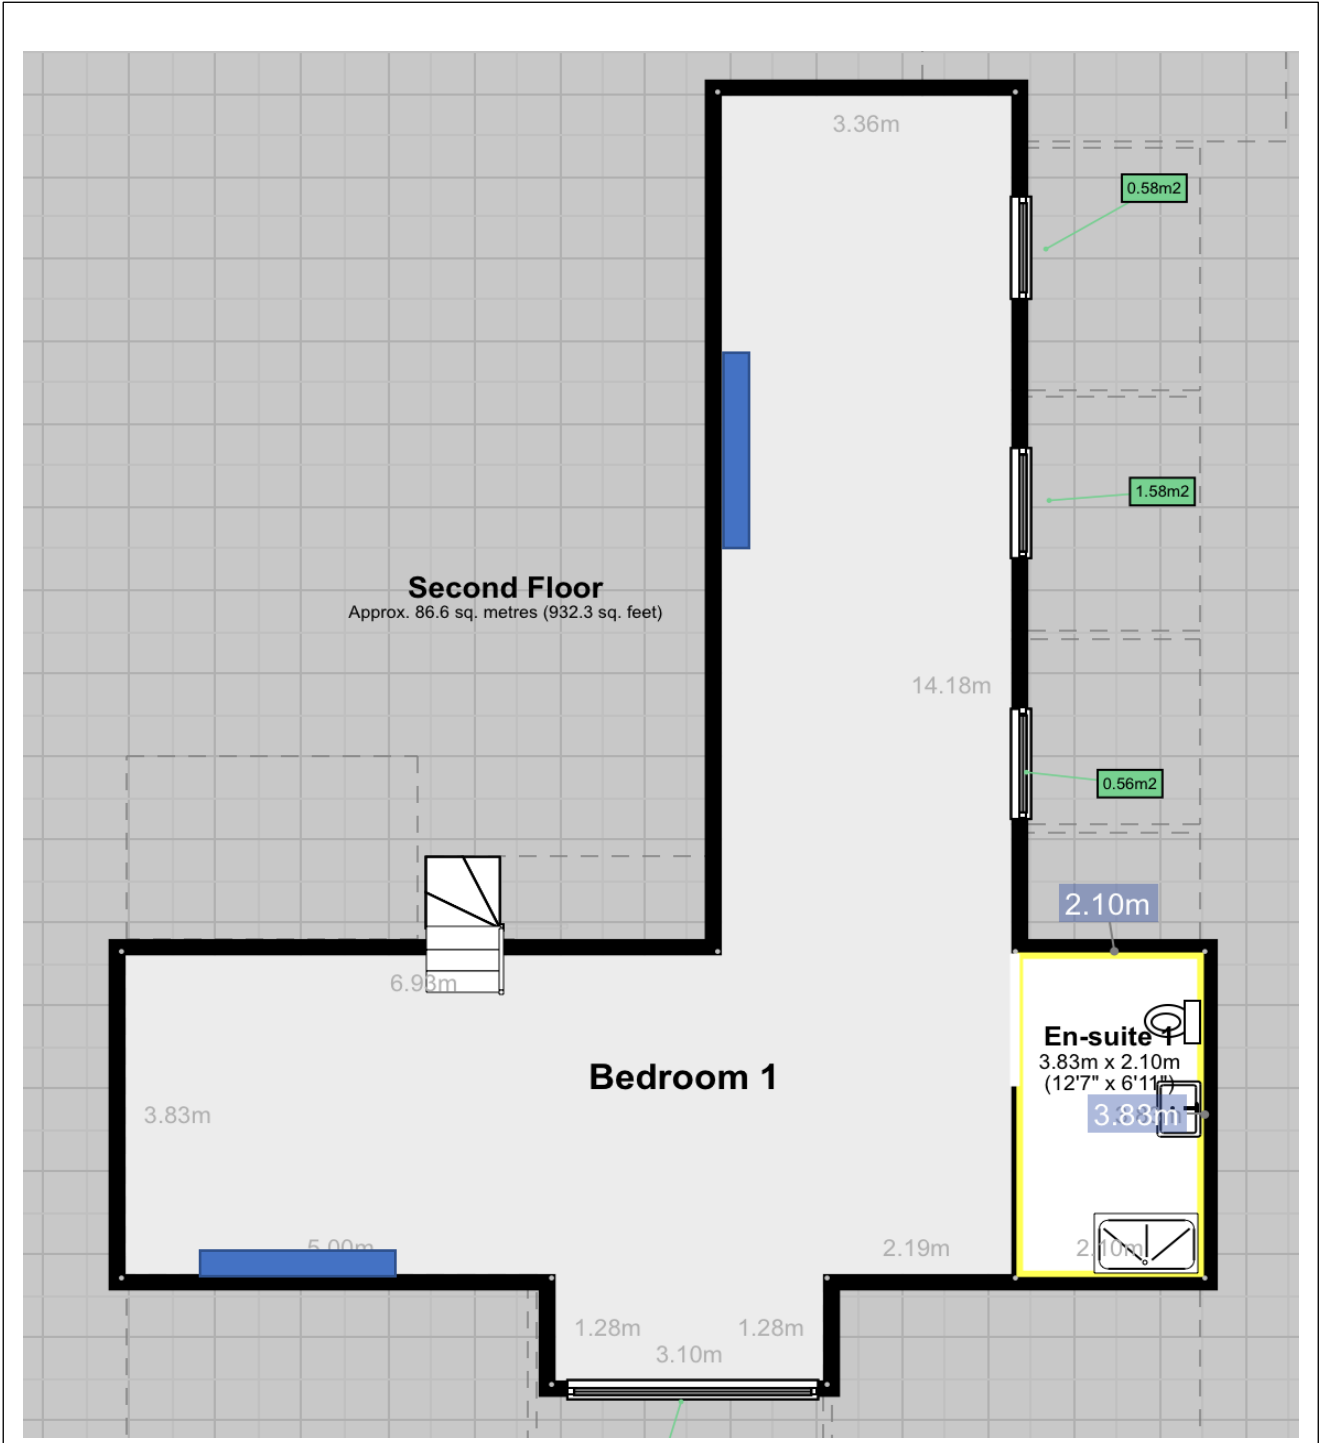 3.36m
0.58m2
1.58m2
Second Floor
Approx. 86.6 sq. metres (932.3 sq. feet)
14.18m
0.56m2
2.10m
6.93m
En-suite 1
3.83m x 2.10m
(12'7" x 6'11")
Bedroom 1
3.83m
3.83m
5.00m
2.19m
2.10m
1.28m
1.28m
3.10m